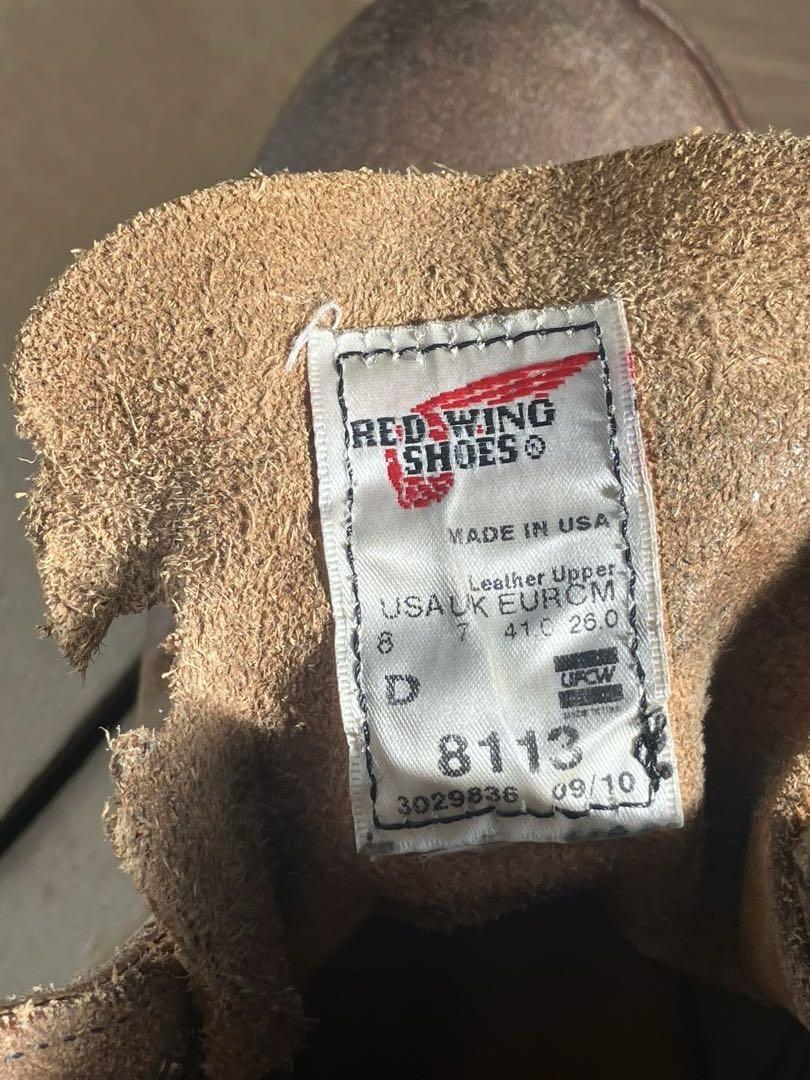 RED WING
SHOES®
MADE IN USA
Leather Upper
USA UK EUR CM
8 7 41.0 26.0
D
UFCW
8113
3029836 09/10